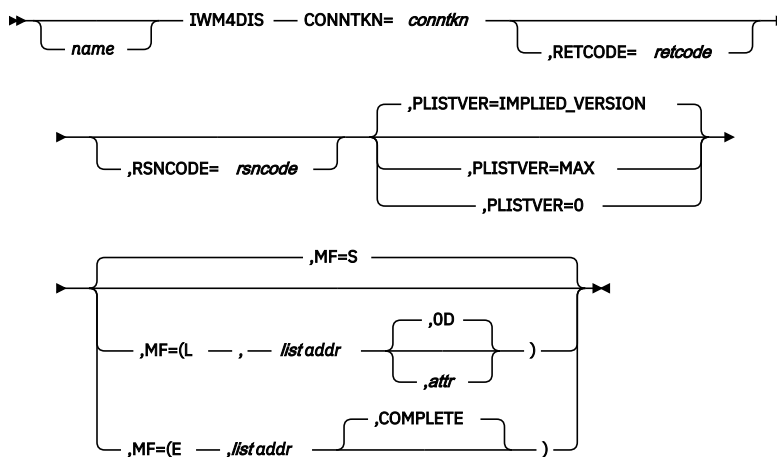 IWM4DIS CONNTKN= conntkn
name ,RETCODE= retcode
,PLISTVER=IMPLIED_VERSION
,RSNCODE= rsncode ,PLISTVER=MAX
,PLISTVER=0
,MF=S
,0D
,MF=(L , list addr )
,attr
,COMPLETE
,MF=(E ,list addr )